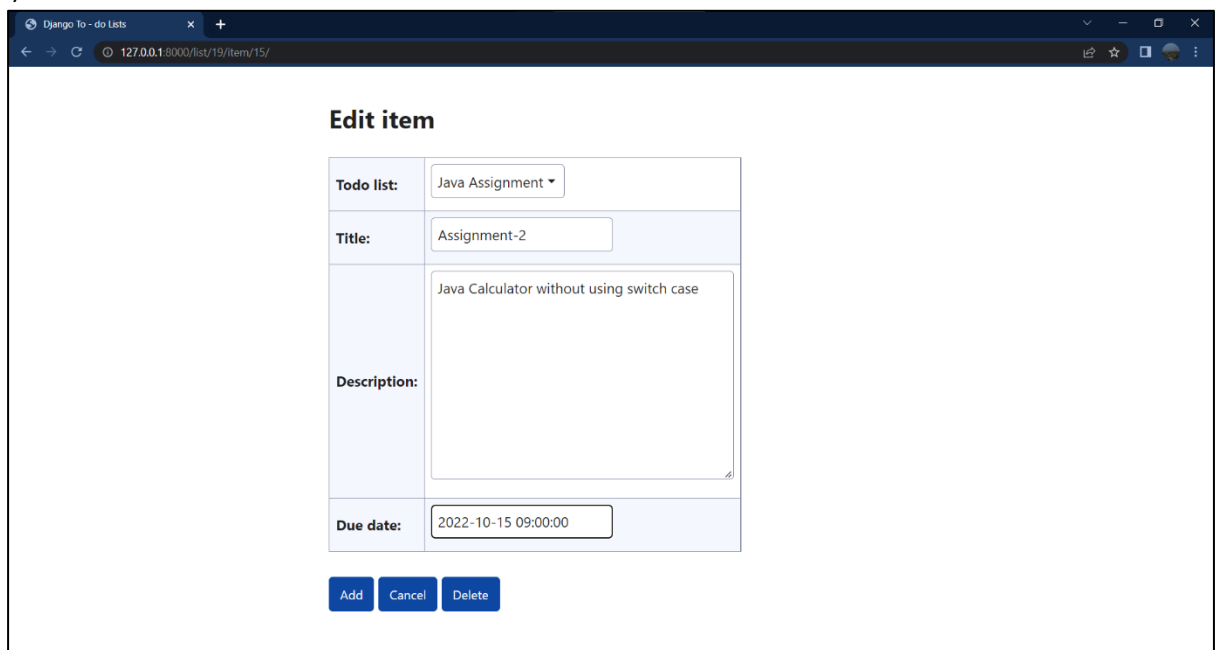 Django To - do Lists
127.0.0.1:8000/list/19/item/15/
Edit item
Todo list: Java Assignment
Title: Assignment-2
Description: Java Calculator without using switch case
Due date: 2022-10-15 09:00:00
Add Cancel Delete